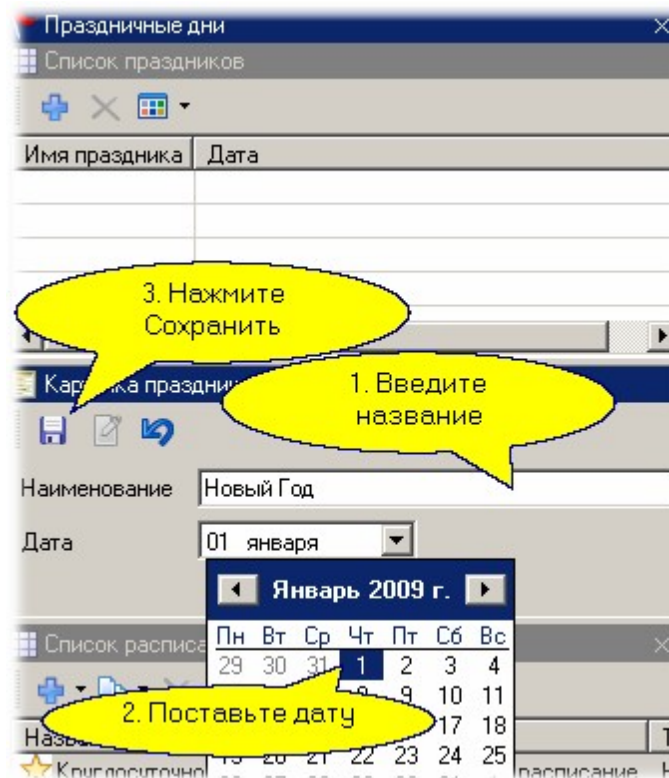 Праздничные дни
Список праздников
Имя праздника Дата
3. Нажмите
Сохранить
1. Введите
название
Наименование Новый Год
Дата 01 января
Январь 2009 г.
Пн Вт Ср Чт Пт Сб Вс
29 30 31 1 2 3 4
9 10 11
2. Поставьте дату
17 18
22 23 24 25
Список
расписание